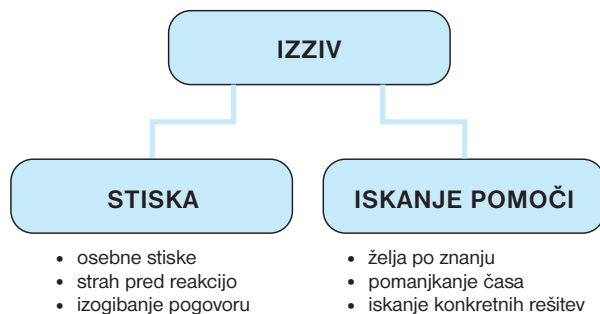 IZZIV
STISKA
• osebne stiske
• strah pred reakcijo
• izogibanje pogovoru
ISKANJE POMOČI
• želja po znanju
• pomanjkanje časa
• iskanje konkretnih rešitev